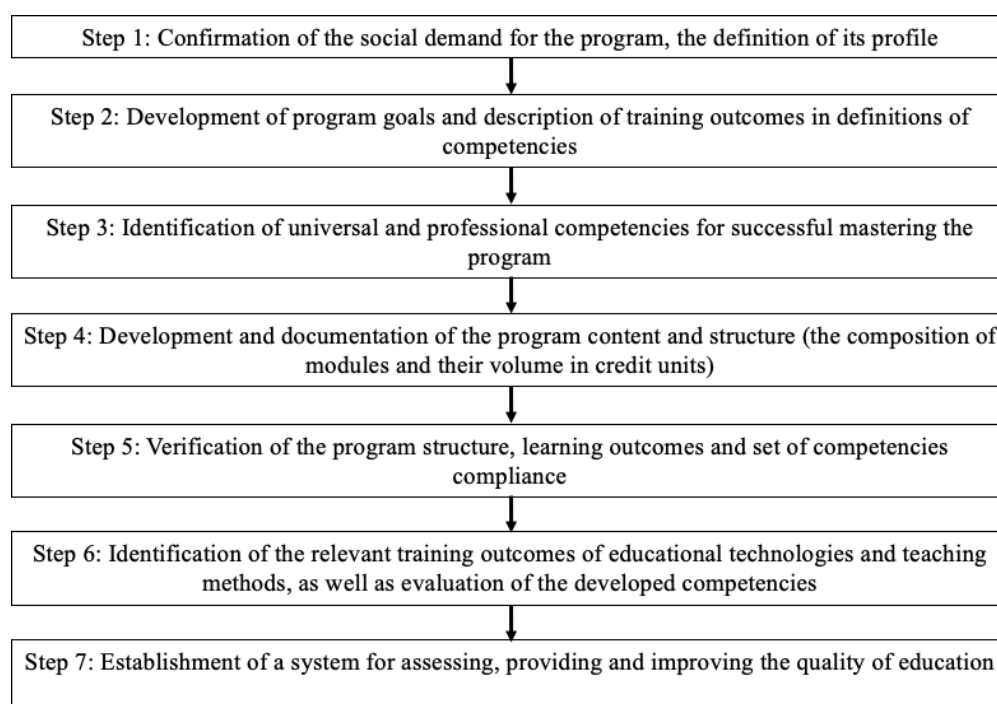 Step 1: Confirmation of the social demand for the program, the definition of its profile
Step 2: Development of program goals and description of training outcomes in definitions of
competencies
Step 3: Identification of universal and professional competencies for successful mastering the
program
Step 4: Development and documentation of the program content and structure (the composition of
modules and their volume in credit units)
Step 5: Verification of the program structure, learning outcomes and set of competencies
compliance
Step 6: Identification of the relevant training outcomes of educational technologies and teaching
methods, as well as evaluation of the developed competencies
Step 7: Establishment of a system for assessing, providing and improving the quality of education